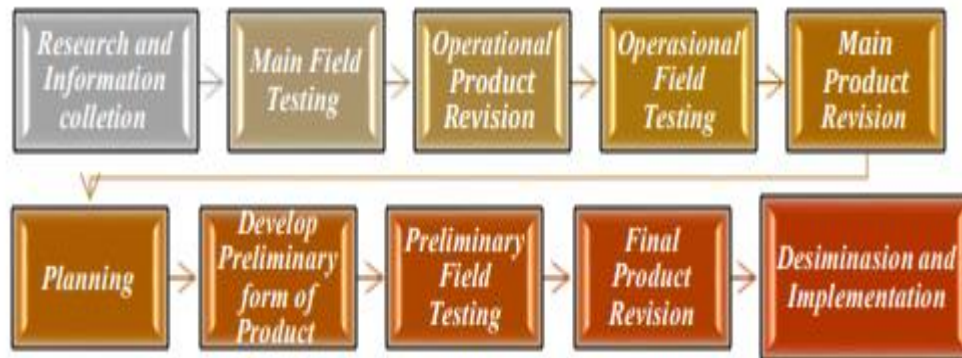 Research and
Information
colletion
Main Field
Testing
Operational
Product
Revision
Operasional
Field
Testing
Main
Product
Revision
Planning
Develop
Preliminary
form of
Product
Preliminary
Field
Testing
Final
Product
Revision
Desiminasion and
Implementation